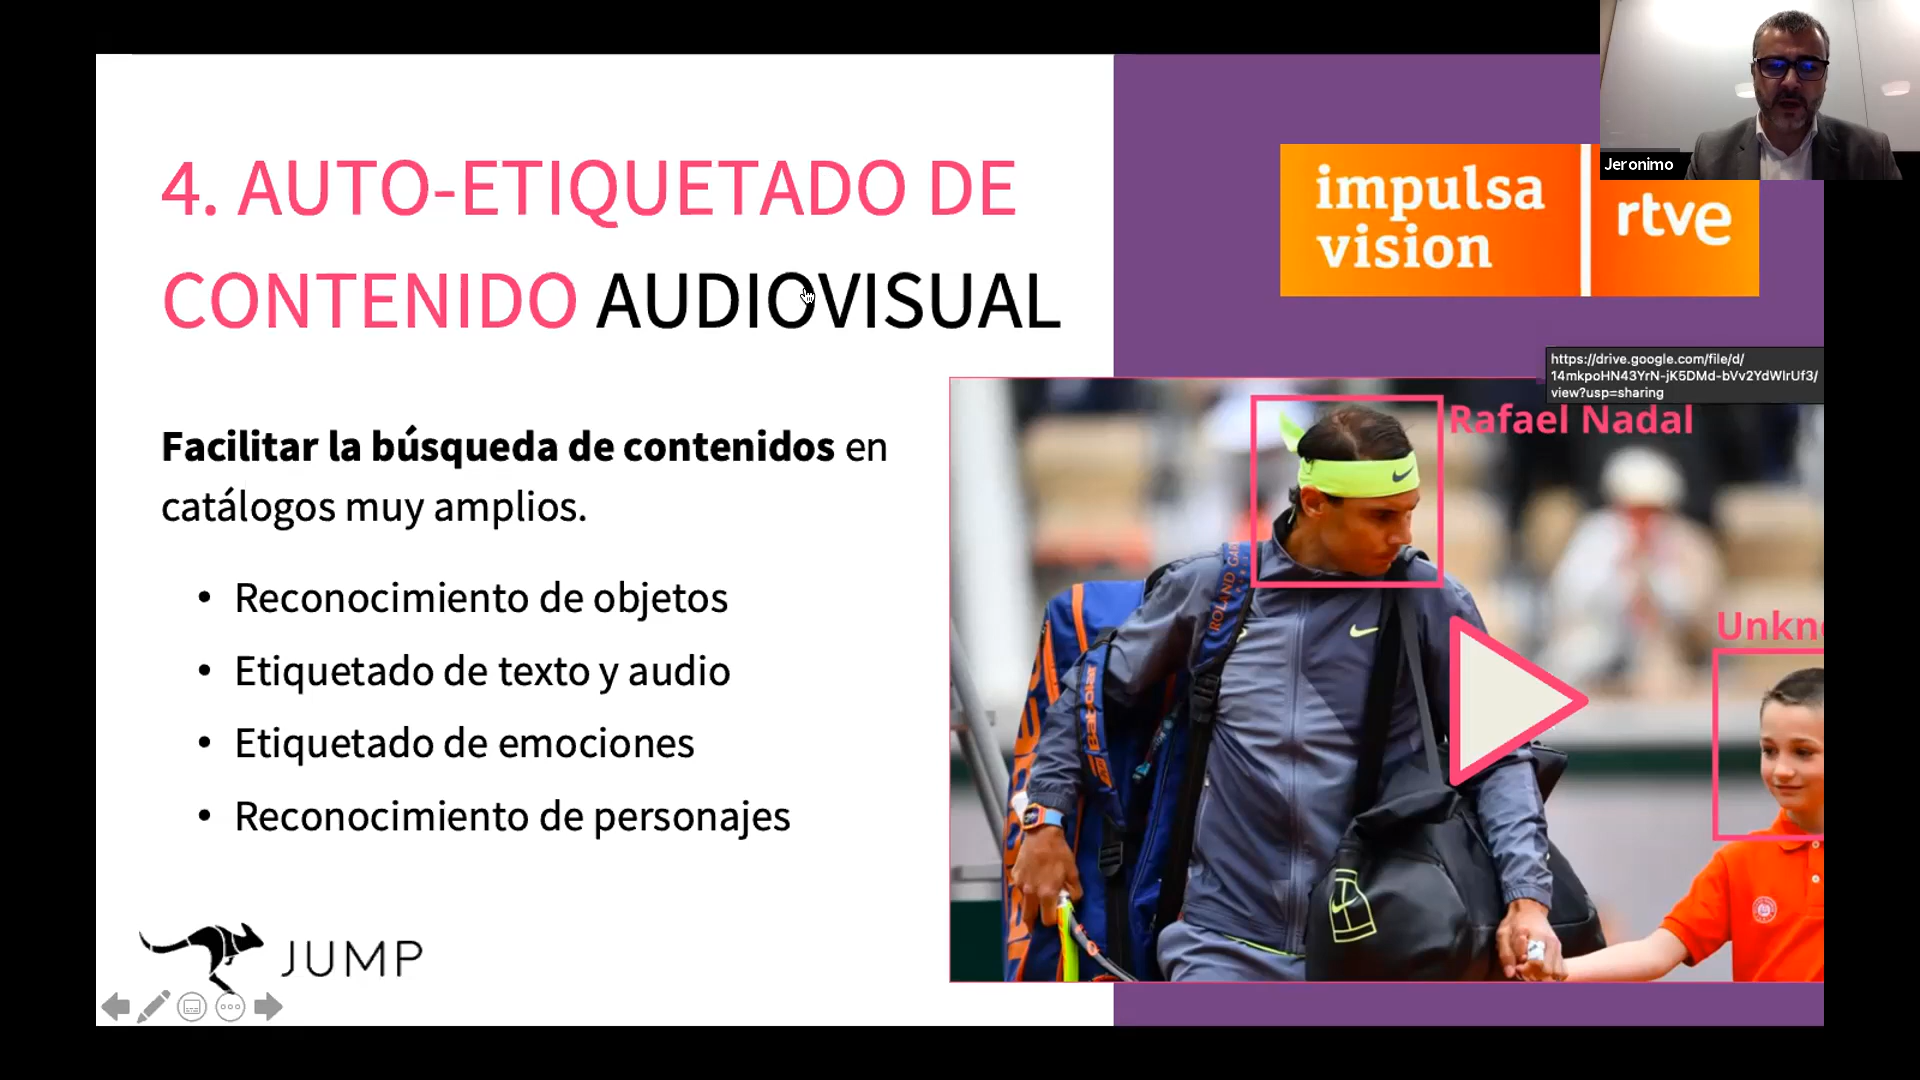 4. AUTO-ETIQUETADO DE
CONTENIDO AUDIOVISUAL
Facilitar la búsqueda de contenidos en
catálogos muy amplios.
• Reconocimiento de objetos
• Etiquetado de texto y audio
• Etiquetado de emociones
• Reconocimiento de personajes
JUMP
impulsa
vision
rtve
Jeronimo
https://drive.google.com/file/d/
14mkpoHN43YrN-jK5DMd-bVv2YdWIrUf3/
view?usp=sharing
Rafael Nadal
ROLAND
Babolat